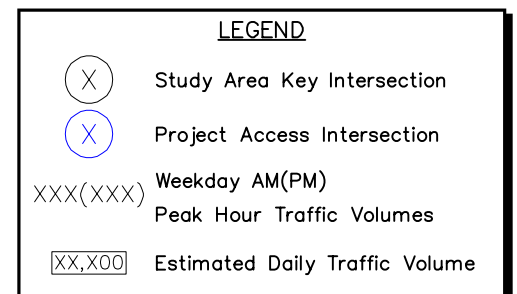 LEGEND
X Study Area Key Intersection
X Project Access Intersection
XXX(XXX) Weekday AM(PM)
Peak Hour Traffic Volumes
XX,X00 Estimated Daily Traffic Volume